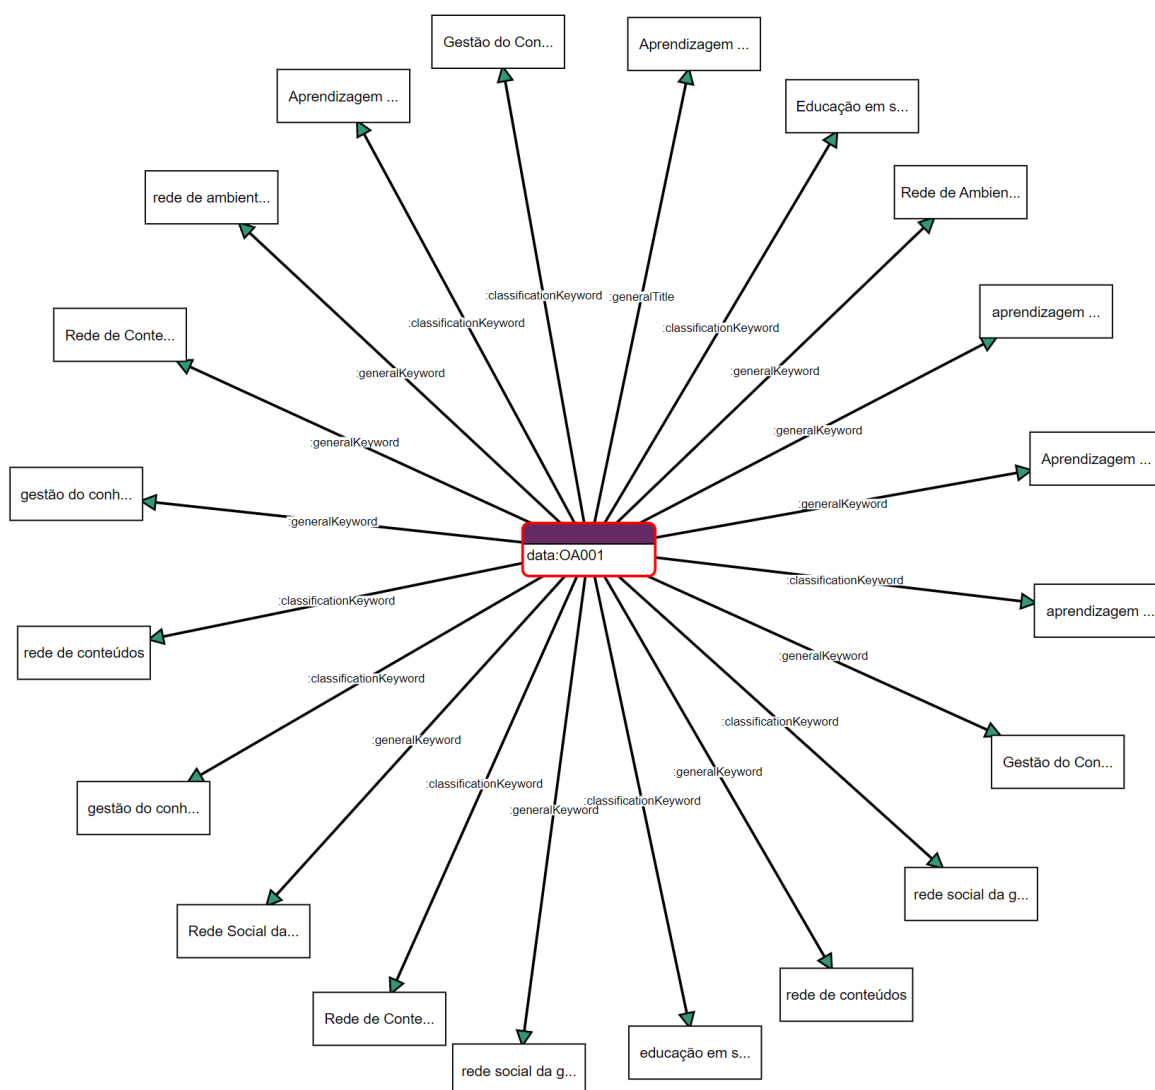 Gestão do Con...
Aprendizagem ...
Aprendizagem ...
Educação em s...
rede de ambient...
Rede de Ambien...
:classificationKeyword
:generalTitle
:classificationKeyword
:classificationKeyword
Rede de Conte...
aprendizagem ...
:generalKeyword
:generalKeyword
:generalKeyword
:generalKeyword
Aprendizagem ...
gestão do conh...
:generalKeyword
:generalKeyword
data:OA001
:classificationKeyword
:classificationKeyword
aprendizagem ...
rede de conteúdos
:generalKeyword
:classificationKeyword
:classificationKeyword
:generalKeyword
Gestão do Con...
:generalKeyword
:classificationKeyword
:classificationKeyword
:generalKeyword
gestão do conh...
rede social da g...
Rede Social da...
rede de conteúdos
Rede de Conte...
educação em s...
rede social da g...